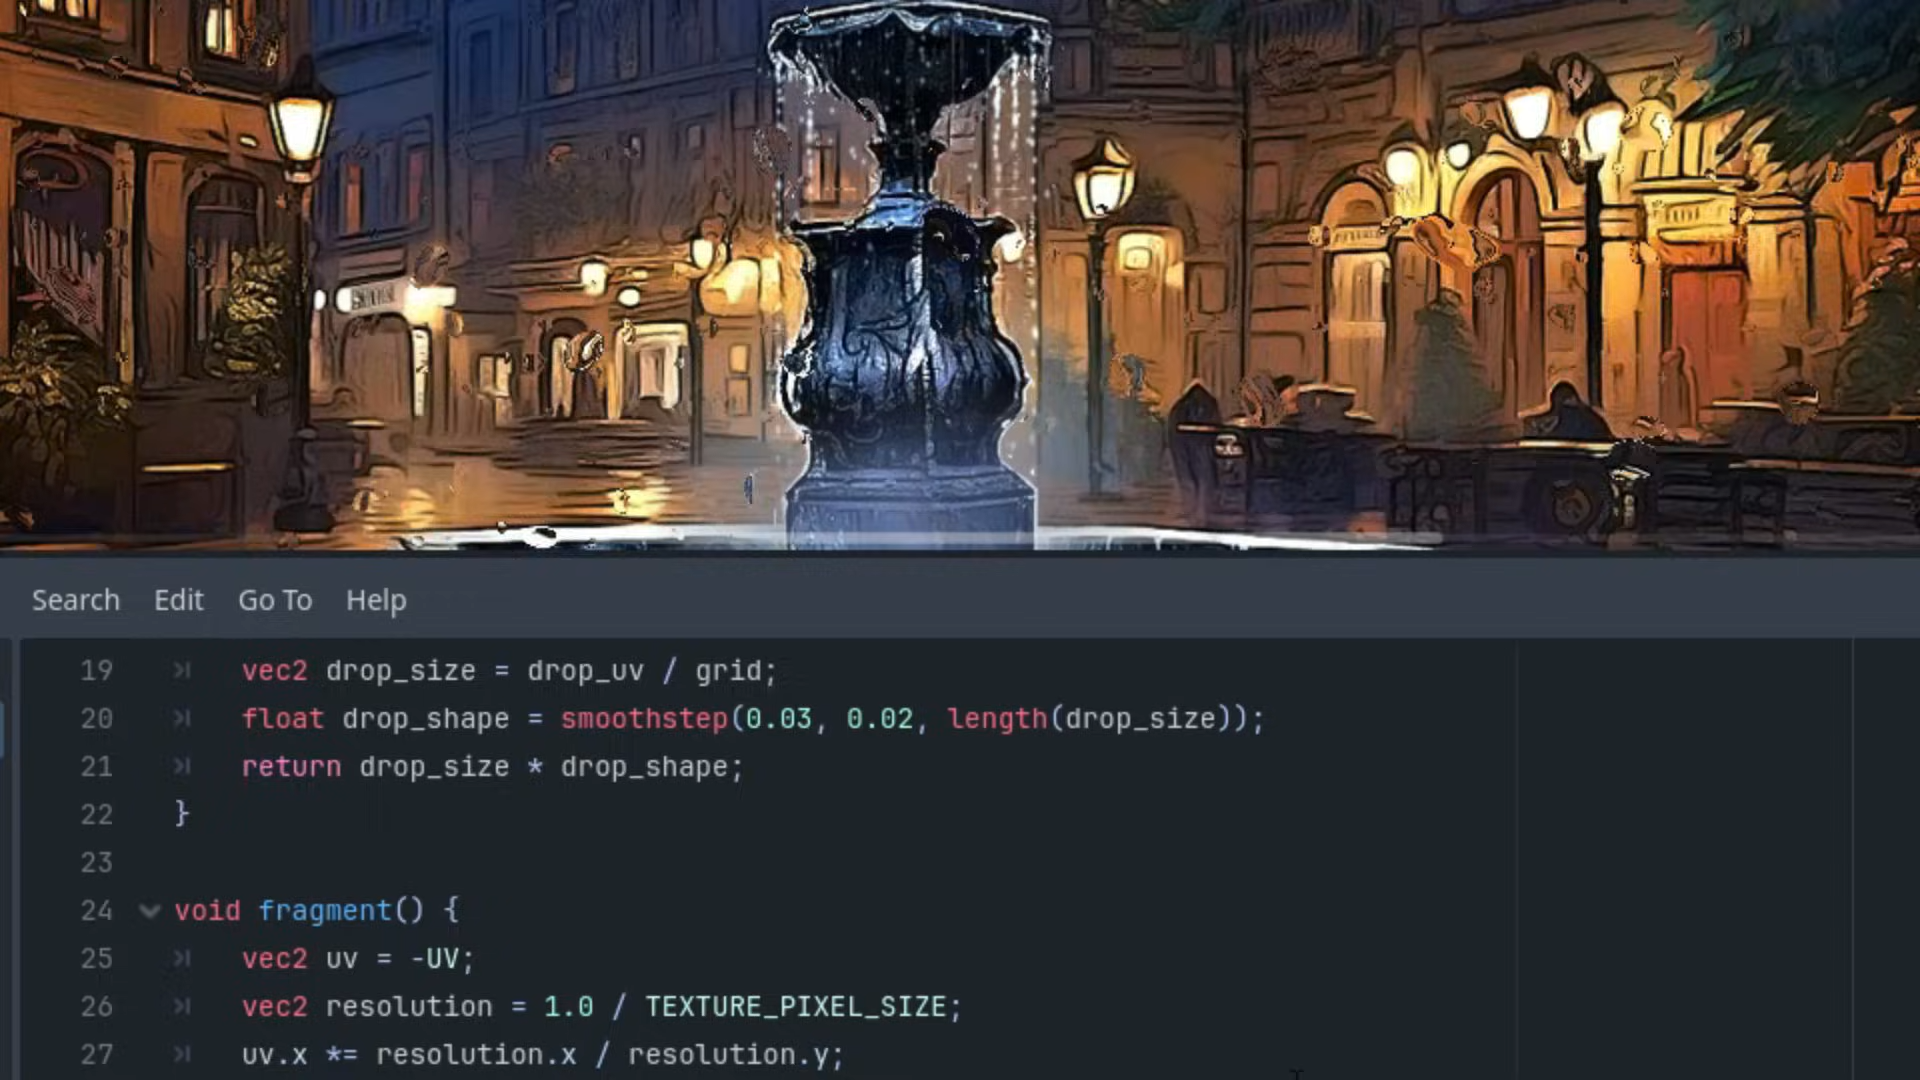 Search Edit Go To Help
19 vec2 drop_size = drop_uv / grid;
20 float drop_shape = smoothstep(0.03, 0.02, length(drop_size));
21 return drop_size * drop_shape;
22 }
23
24 void fragment() {
25 vec2 uv = -UV;
26 vec2 resolution = 1.0 / TEXTURE_PIXEL_SIZE;
27 uv.x *= resolution.x / resolution.y;